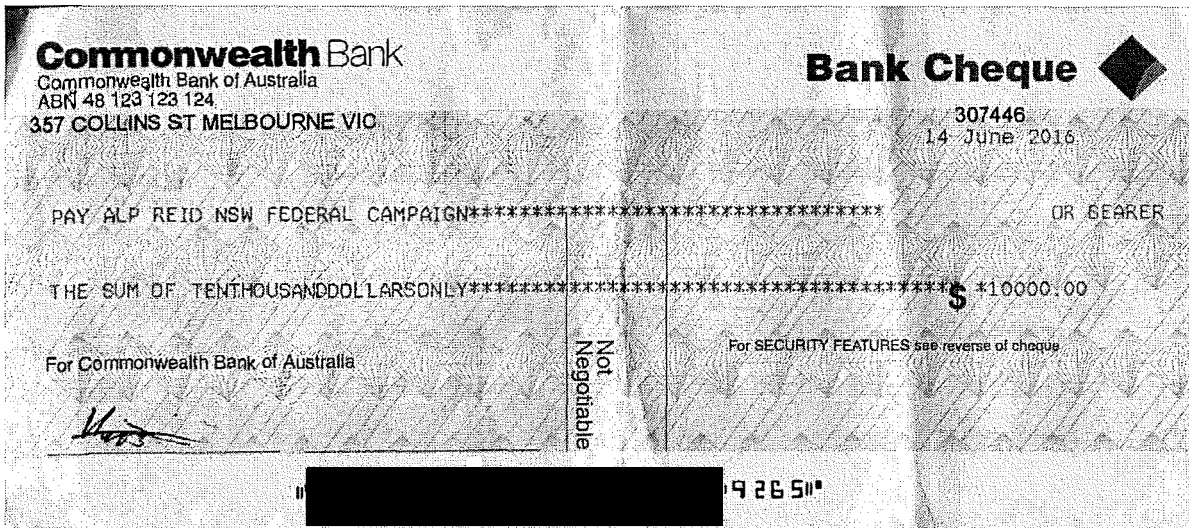 Commonwealth Bank
Commonwealth Bank of Australia
ABN 48 123 123 124
357 COLLINS ST MELBOURNE VIC
Bank Cheque
307446
14 June 2016
PAY ALP REID NSW FEDERAL CAMPAIGN**************************************** OR BEARER
THE SUM OF TENTHOUSANDDOLLARSONLY*********************************************** $ *10000.00
For Commonwealth Bank of Australia
Not
Negotiable
For SECURITY FEATURES see reverse of cheque
9265